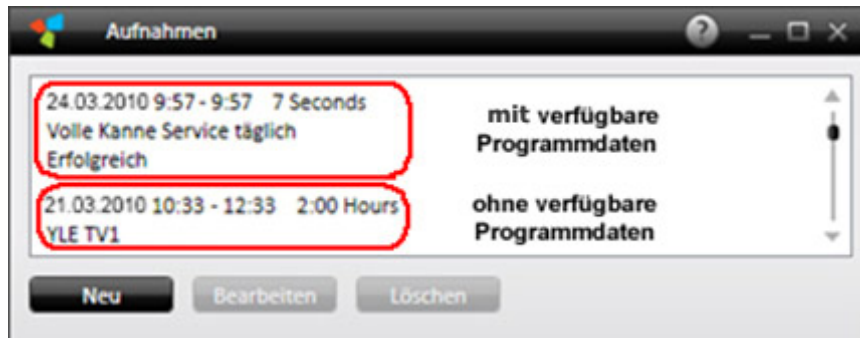 Aufnahmen
?
24.03.2010 9:57 - 9:57 7 Seconds
Volle Kanne Service täglich
Erfolgreich
mit verfügbare
Programmdaten
21.03.2010 10:33 - 12:33 2:00 Hours
YLE TV1
ohne verfügbare
Programmdaten
Neu Bearbeiten Löschen